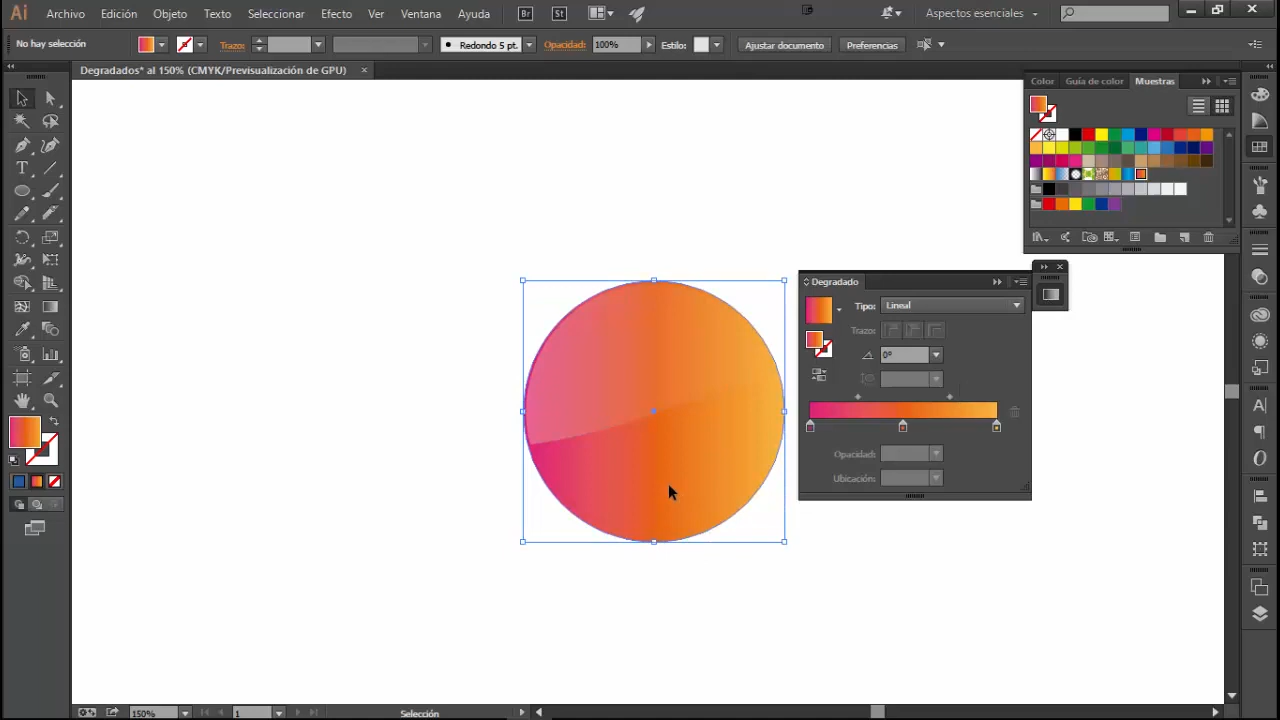 Ai Archivo Edición Objeto Texto Seleccionar Efecto Ver Ventana Ayuda Br St Aspectos esenciales
No hay selección Trazo: Redondo 5 pt. Opacidad: 100% Estilo: Ajustar documento Preferencias
Degradados* al 150% (CMYK/Previsualización de GPU) ×
Color Guía de color Muestras
Degradado
Tipo: Lineal
Trazo:
0°
Opacidad:
Ubicación:
150% 1 Selección